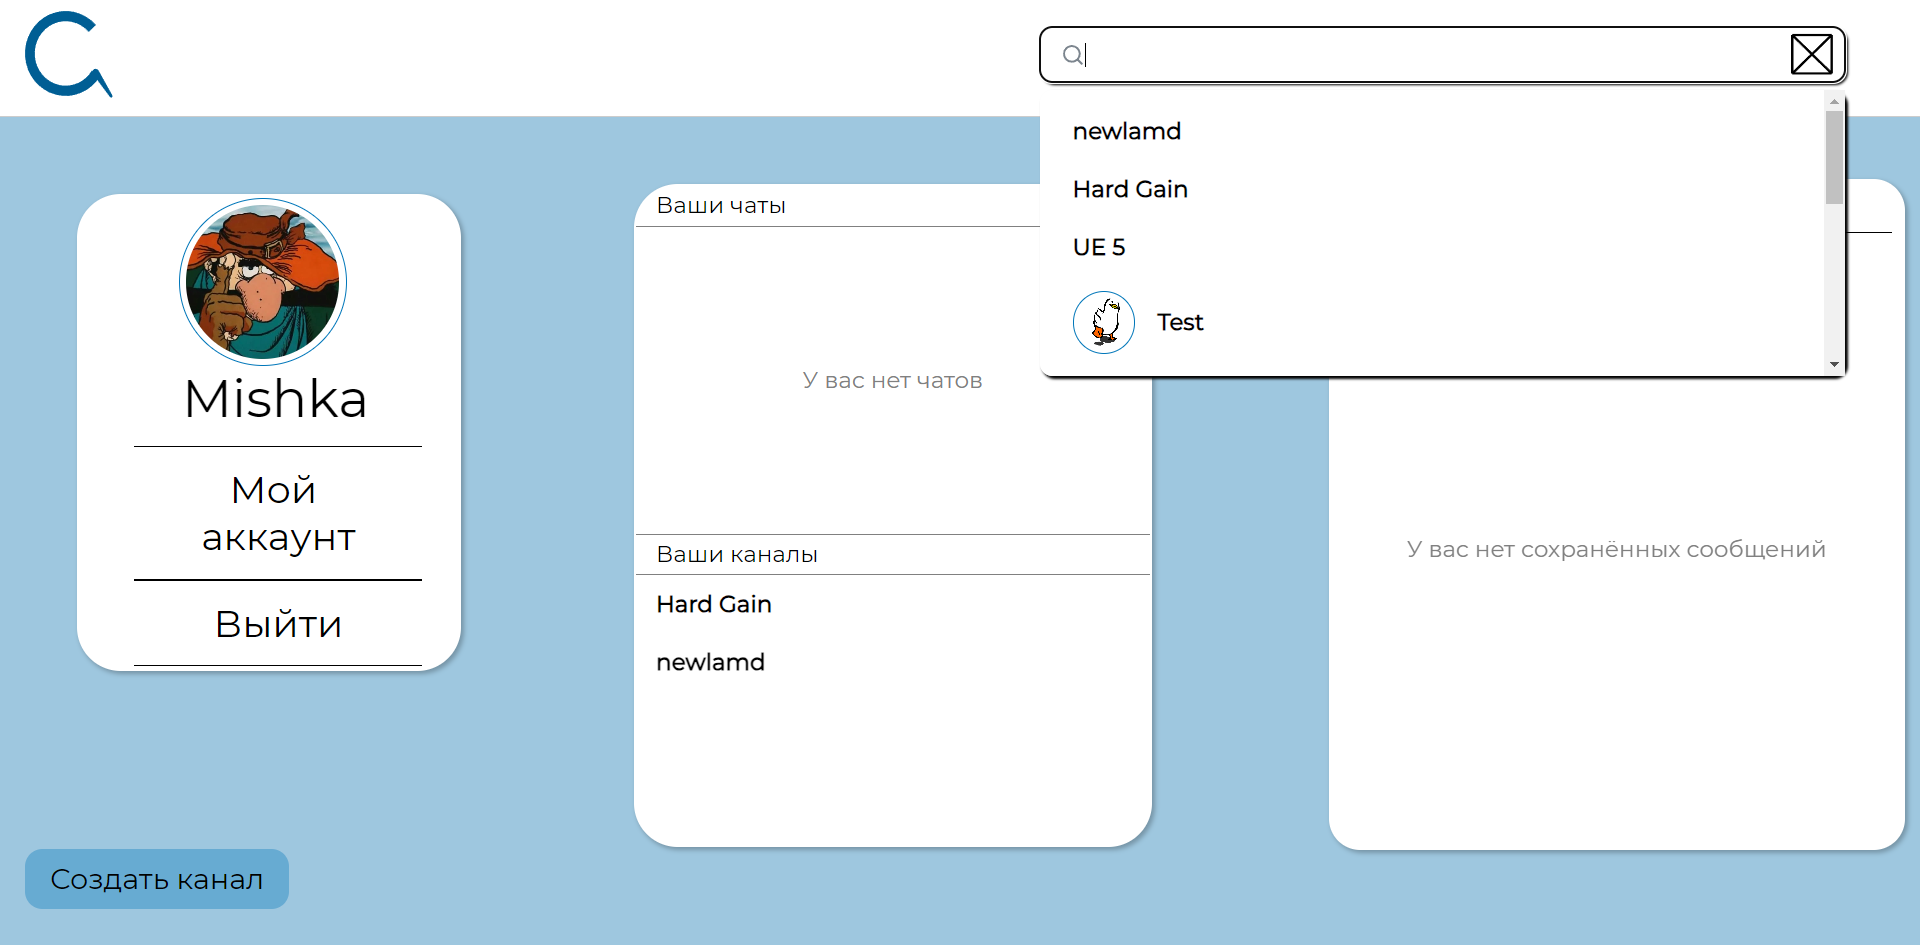 newlamd
Hard Gain
UE 5
Test
Mishka
Мой
аккаунт
Выйти
Создать канал
Ваши чаты
У вас нет чатов
Ваши каналы
Hard Gain
newlamd
У вас нет сохранённых сообщений